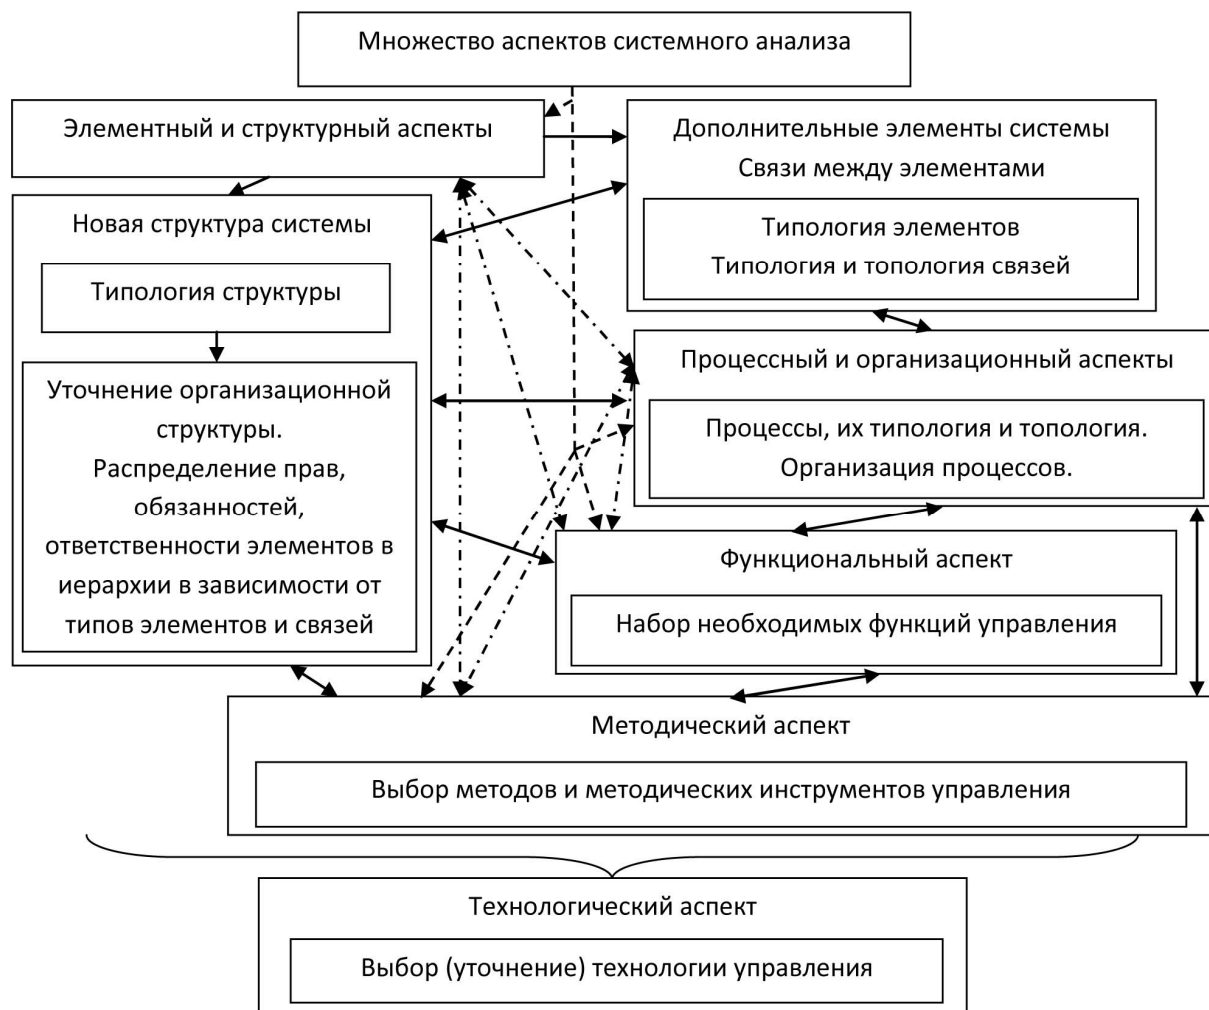 Множество аспектов системного анализа
Элементный и структурный аспекты
Дополнительные элементы системы
Связи между элементами
Типология элементов
Типология и топология связей
Новая структура системы
Типология структуры
Уточнение организационной
структуры.
Распределение прав,
обязанностей,
ответственности элементов в
иерархии в зависимости от
типов элементов и связей
Процессный и организационный аспекты
Процессы, их типология и топология.
Организация процессов.
Функциональный аспект
Набор необходимых функций управления
Методический аспект
Выбор методов и методических инструментов управления
Технологический аспект
Выбор (уточнение) технологии управления